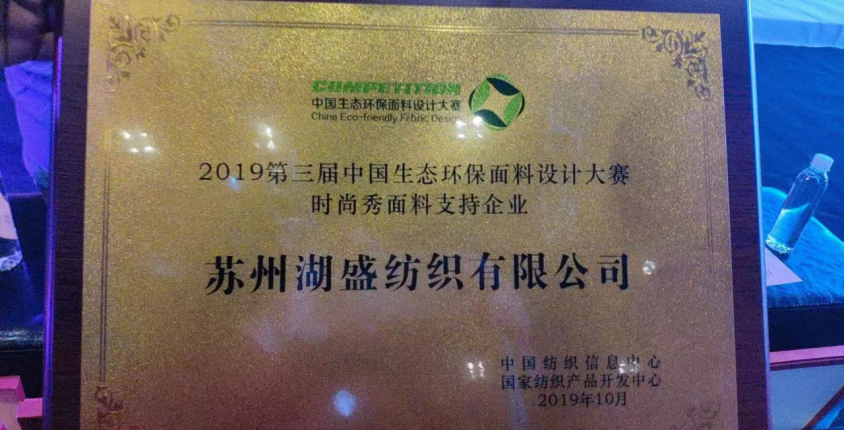 COMPETITION
中国生态环保面料设计大赛
China Eco-friendly Fabric Design
2019第三届中国生态环保面料设计大赛
时尚秀面料支持企业
苏州湖盛纺织有限公司
中国纺织信息中心
国家纺织产品开发中心
2019年10月